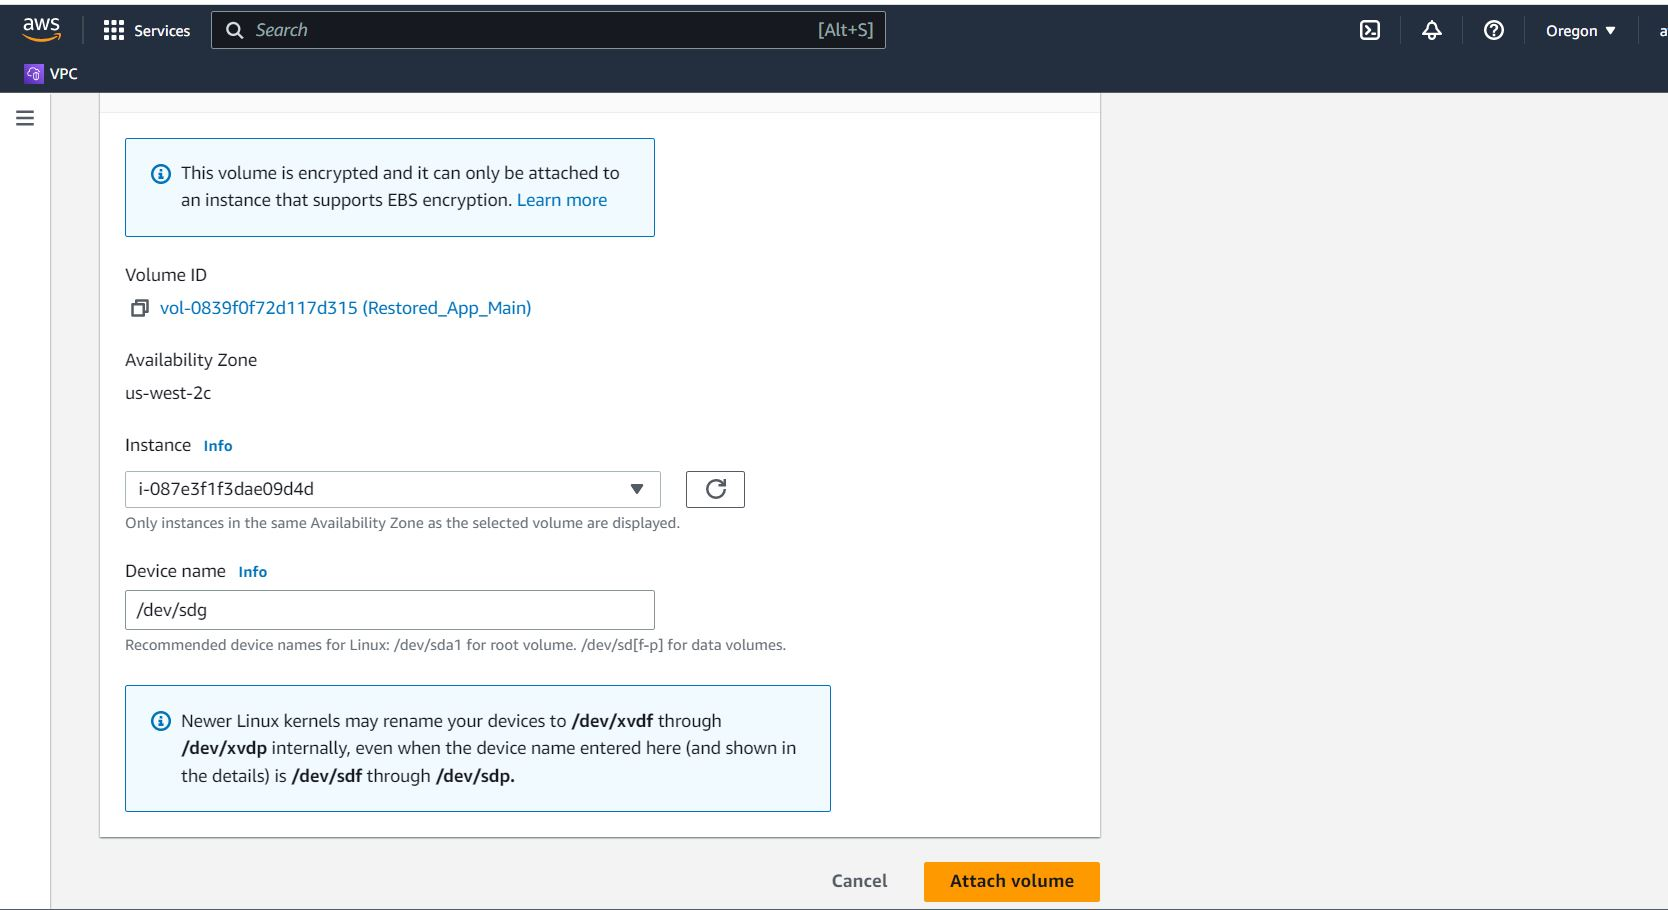 aws
Services
Search
[Alt+S]
Oregon
VPC
This volume is encrypted and it can only be attached to
an instance that supports EBS encryption. Learn more
Volume ID
vol-0839f0f72d117d315 (Restored_App_Main)
Availability Zone
us-west-2c
Instance Info
i-087e3f1f3dae09d4d
Only instances in the same Availability Zone as the selected volume are displayed.
Device name Info
/dev/sdg
Recommended device names for Linux: /dev/sda1 for root volume. /dev/sd[f-p] for data volumes.
Newer Linux kernels may rename your devices to /dev/xvdf through
/dev/xvdp internally, even when the device name entered here (and shown in
the details) is /dev/sdf through /dev/sdp.
Cancel
Attach volume